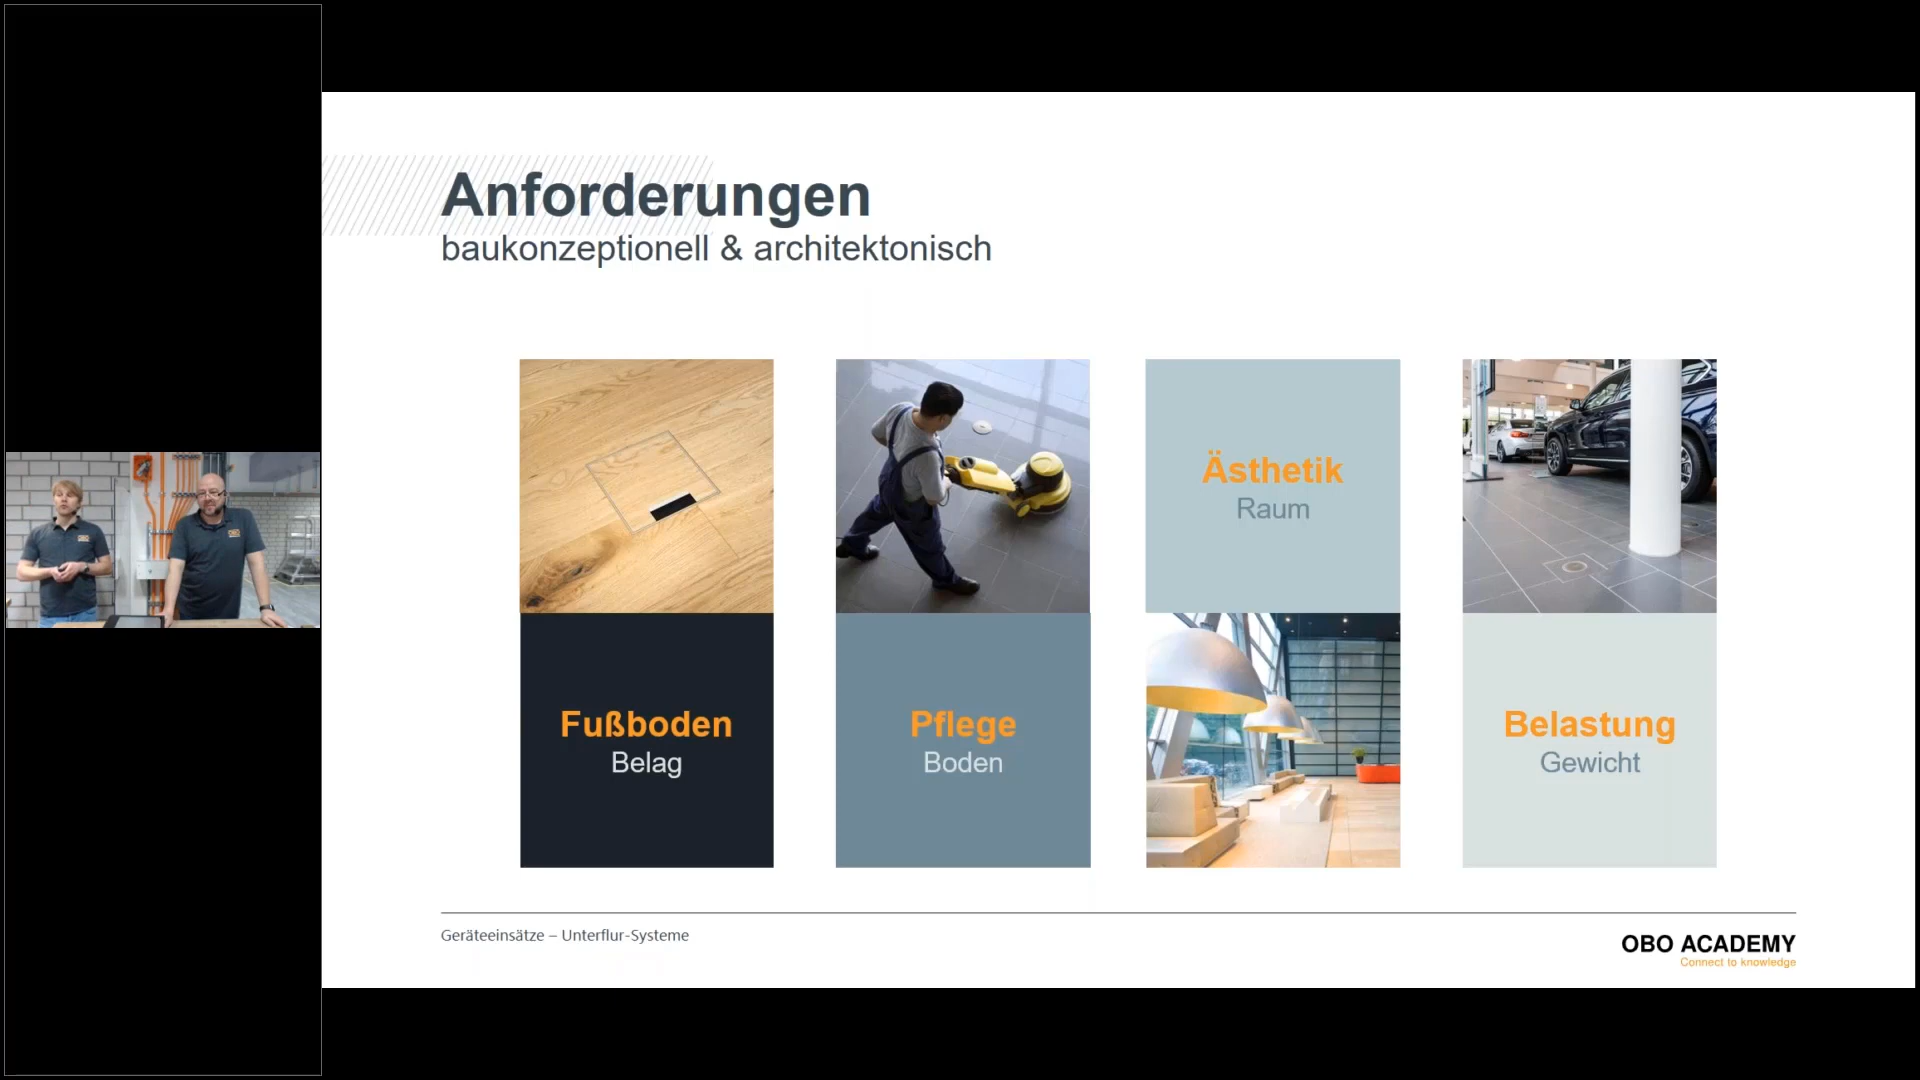 Anforderungen
baukonzeptionell & architektonisch
Fußboden
Belag
Pflege
Boden
Ästhetik
Raum
Belastung
Gewicht
Geräteeinsätze – Unterflur-Systeme
OBO ACADEMY
Connect to knowledge